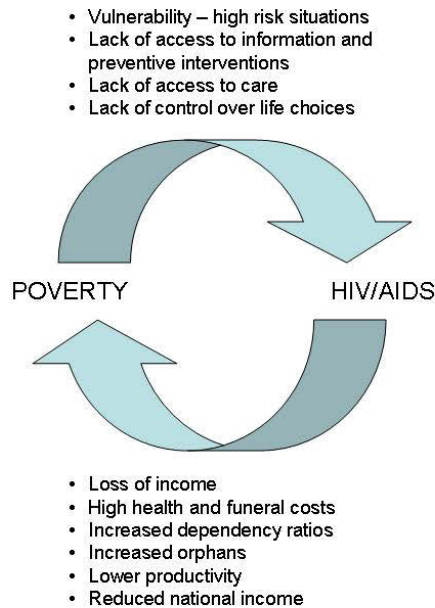 • Vulnerability – high risk situations
• Lack of access to information and
preventive interventions
• Lack of access to care
• Lack of control over life choices
POVERTY
HIV/AIDS
• Loss of income
• High health and funeral costs
• Increased dependency ratios
• Increased orphans
• Lower productivity
• Reduced national income